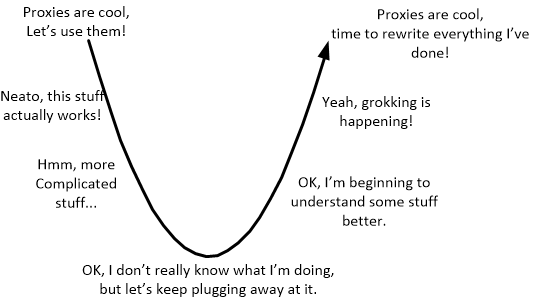 Proxies are cool,
Let's use them!
Neato, this stuff
actually works!
Hmm, more
Complicated
stuff...
OK, I don't really know what I'm doing,
but let's keep plugging away at it.
OK, I'm beginning to
understand some stuff
better.
Yeah, grokking is
happening!
Proxies are cool,
time to rewrite everything I've
done!